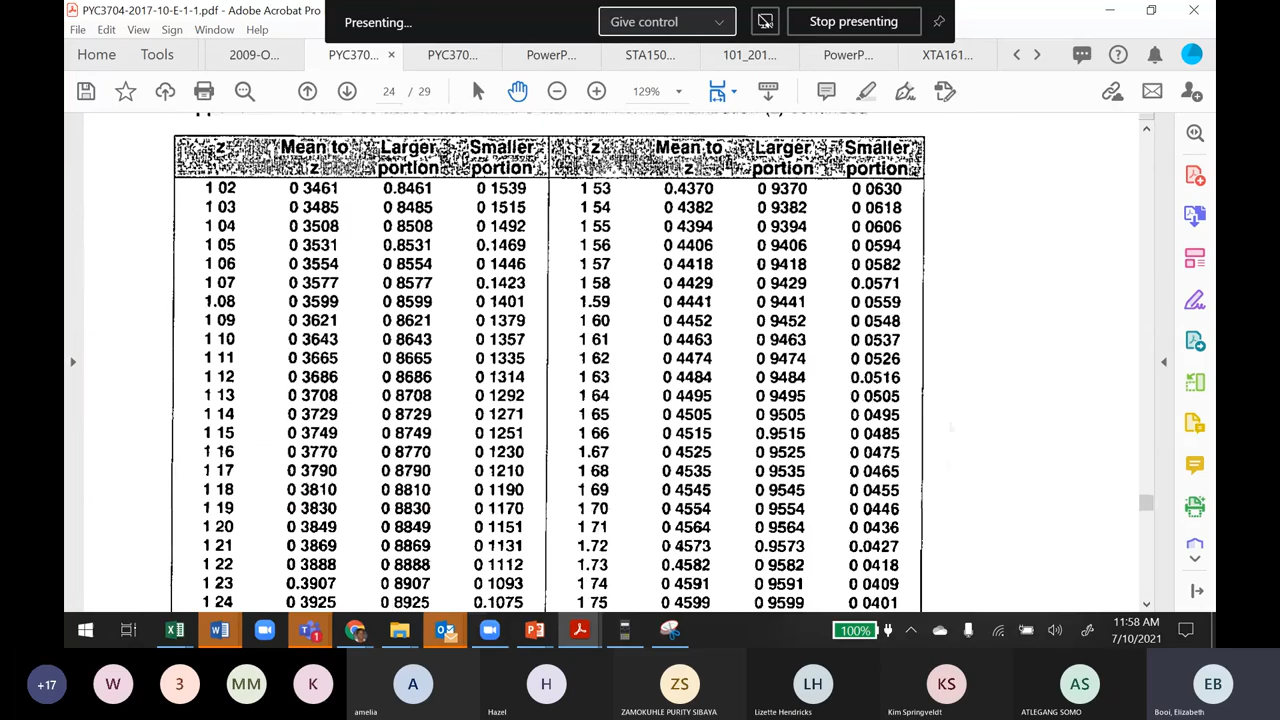 PYC3704-2017-10-E-1-1.pdf - Adobe Acrobat Pro
Presenting...
Give control
Stop presenting
File Edit View Sign Window Help
Home Tools 2009-O... PYC370... PYC370... PowerP... STA150... 101_201... PowerP... XTA161...
24 / 29 129%
z Mean to z Larger portion Smaller portion z Mean to z Larger portion Smaller portion
1 02 0 3461 0.8461 0 1539 1 53 0.4370 0 9370 0 0630
1 03 0 3485 0 8485 0 1515 1 54 0 4382 0 9382 0 0618
1 04 0 3508 0 8508 0 1492 1 55 0 4394 0 9394 0 0606
1 05 0 3531 0.8531 0.1469 1 56 0 4406 0 9406 0 0594
1 06 0 3554 0 8554 0 1446 1 57 0 4418 0 9418 0 0582
1 07 0 3577 0 8577 0.1423 1 58 0 4429 0 9429 0.0571
1.08 0 3599 0 8599 0 1401 1.59 0 4441 0 9441 0 0559
1 09 0 3621 0 8621 0 1379 1 60 0 4452 0 9452 0 0548
1 10 0 3643 0 8643 0 1357 1 61 0 4463 0 9463 0 0537
1 11 0 3665 0 8665 0 1335 1 62 0 4474 0 9474 0 0526
1 12 0 3686 0 8686 0 1314 1 63 0 4484 0 9484 0.0516
1 13 0 3708 0 8708 0 1292 1 64 0 4495 0 9495 0 0505
1 14 0 3729 0 8729 0 1271 1 65 0 4505 0 9505 0 0495
1 15 0 3749 0 8749 0 1251 1 66 0 4515 0.9515 0 0485
1 16 0 3770 0 8770 0 1230 1.67 0 4525 0 9525 0 0475
1 17 0 3790 0 8790 0 1210 1 68 0 4535 0 9535 0 0465
1 18 0 3810 0 8810 0 1190 1 69 0 4545 0 9545 0 0455
1 19 0 3830 0 8830 0 1170 1 70 0 4554 0 9554 0 0446
1 20 0 3849 0 8849 0 1151 1 71 0 4564 0 9564 0 0436
1 21 0 3869 0 8869 0 1131 1.72 0 4573 0.9573 0.0427
1 22 0 3888 0 8888 0 1112 1.73 0.4582 0 9582 0 0418
1 23 0.3907 0 8907 0 1093 1 74 0 4591 0 9591 0 0409
1 24 0 3925 0 8925 0.1075 1 75 0 4599 0 9599 0 0401
100%
11:58 AM
7/10/2021
+17 W 3 MM K A H ZS LH KS AS EB
amelia Hazel ZAMOKUHLE PURITY SIBAYA Lizette Hendricks Kim Springveldt ATLEGANG SOMO Booi, Elizabeth